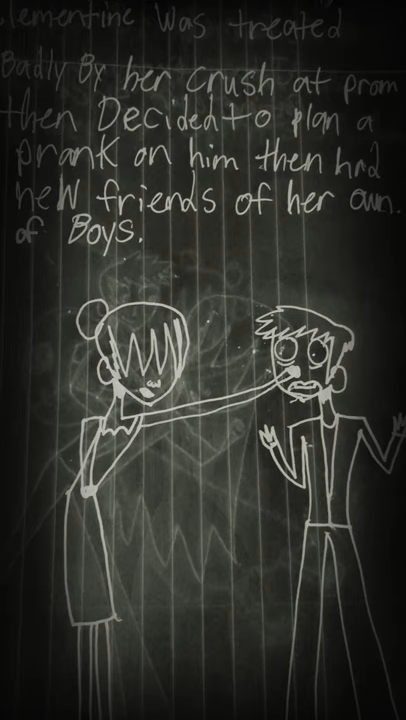 lementine Was treated
Badly By her Crush at prom
then Decided to plan a
prank on him then had
new friends of her own.
of Boys.